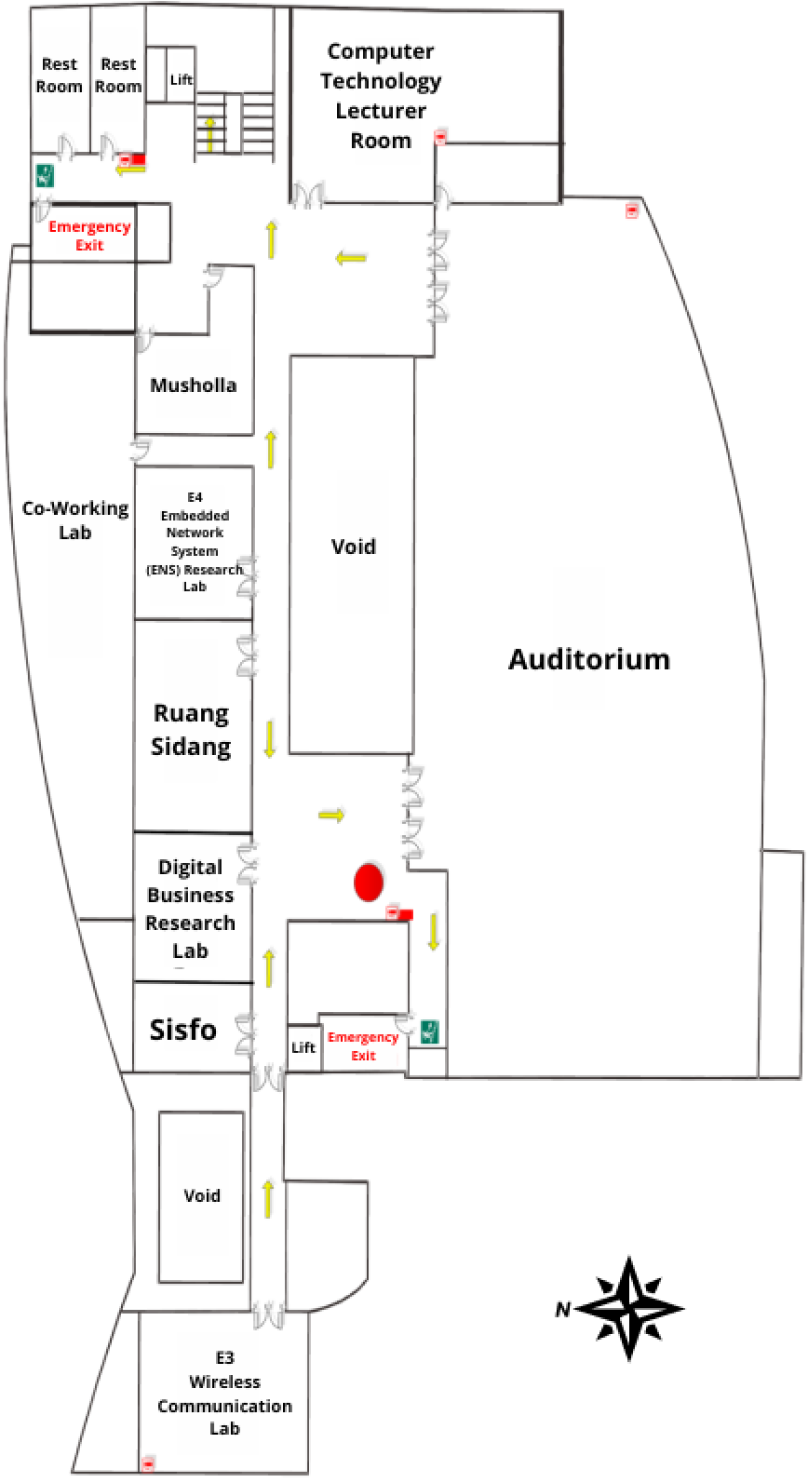 Rest
Room
Rest
Room
Lift
Computer
Technology
Lecturer
Room
Emergency
Exit
Musholla
Co-Working
Lab
E4
Embedded
Network
System
(ENS) Research
Lab
Void
Auditorium
Ruang
Sidang
Digital
Business
Research
Lab
Sisfo
Lift
Emergency
Exit
Void
N
E3
Wireless
Communication
Lab